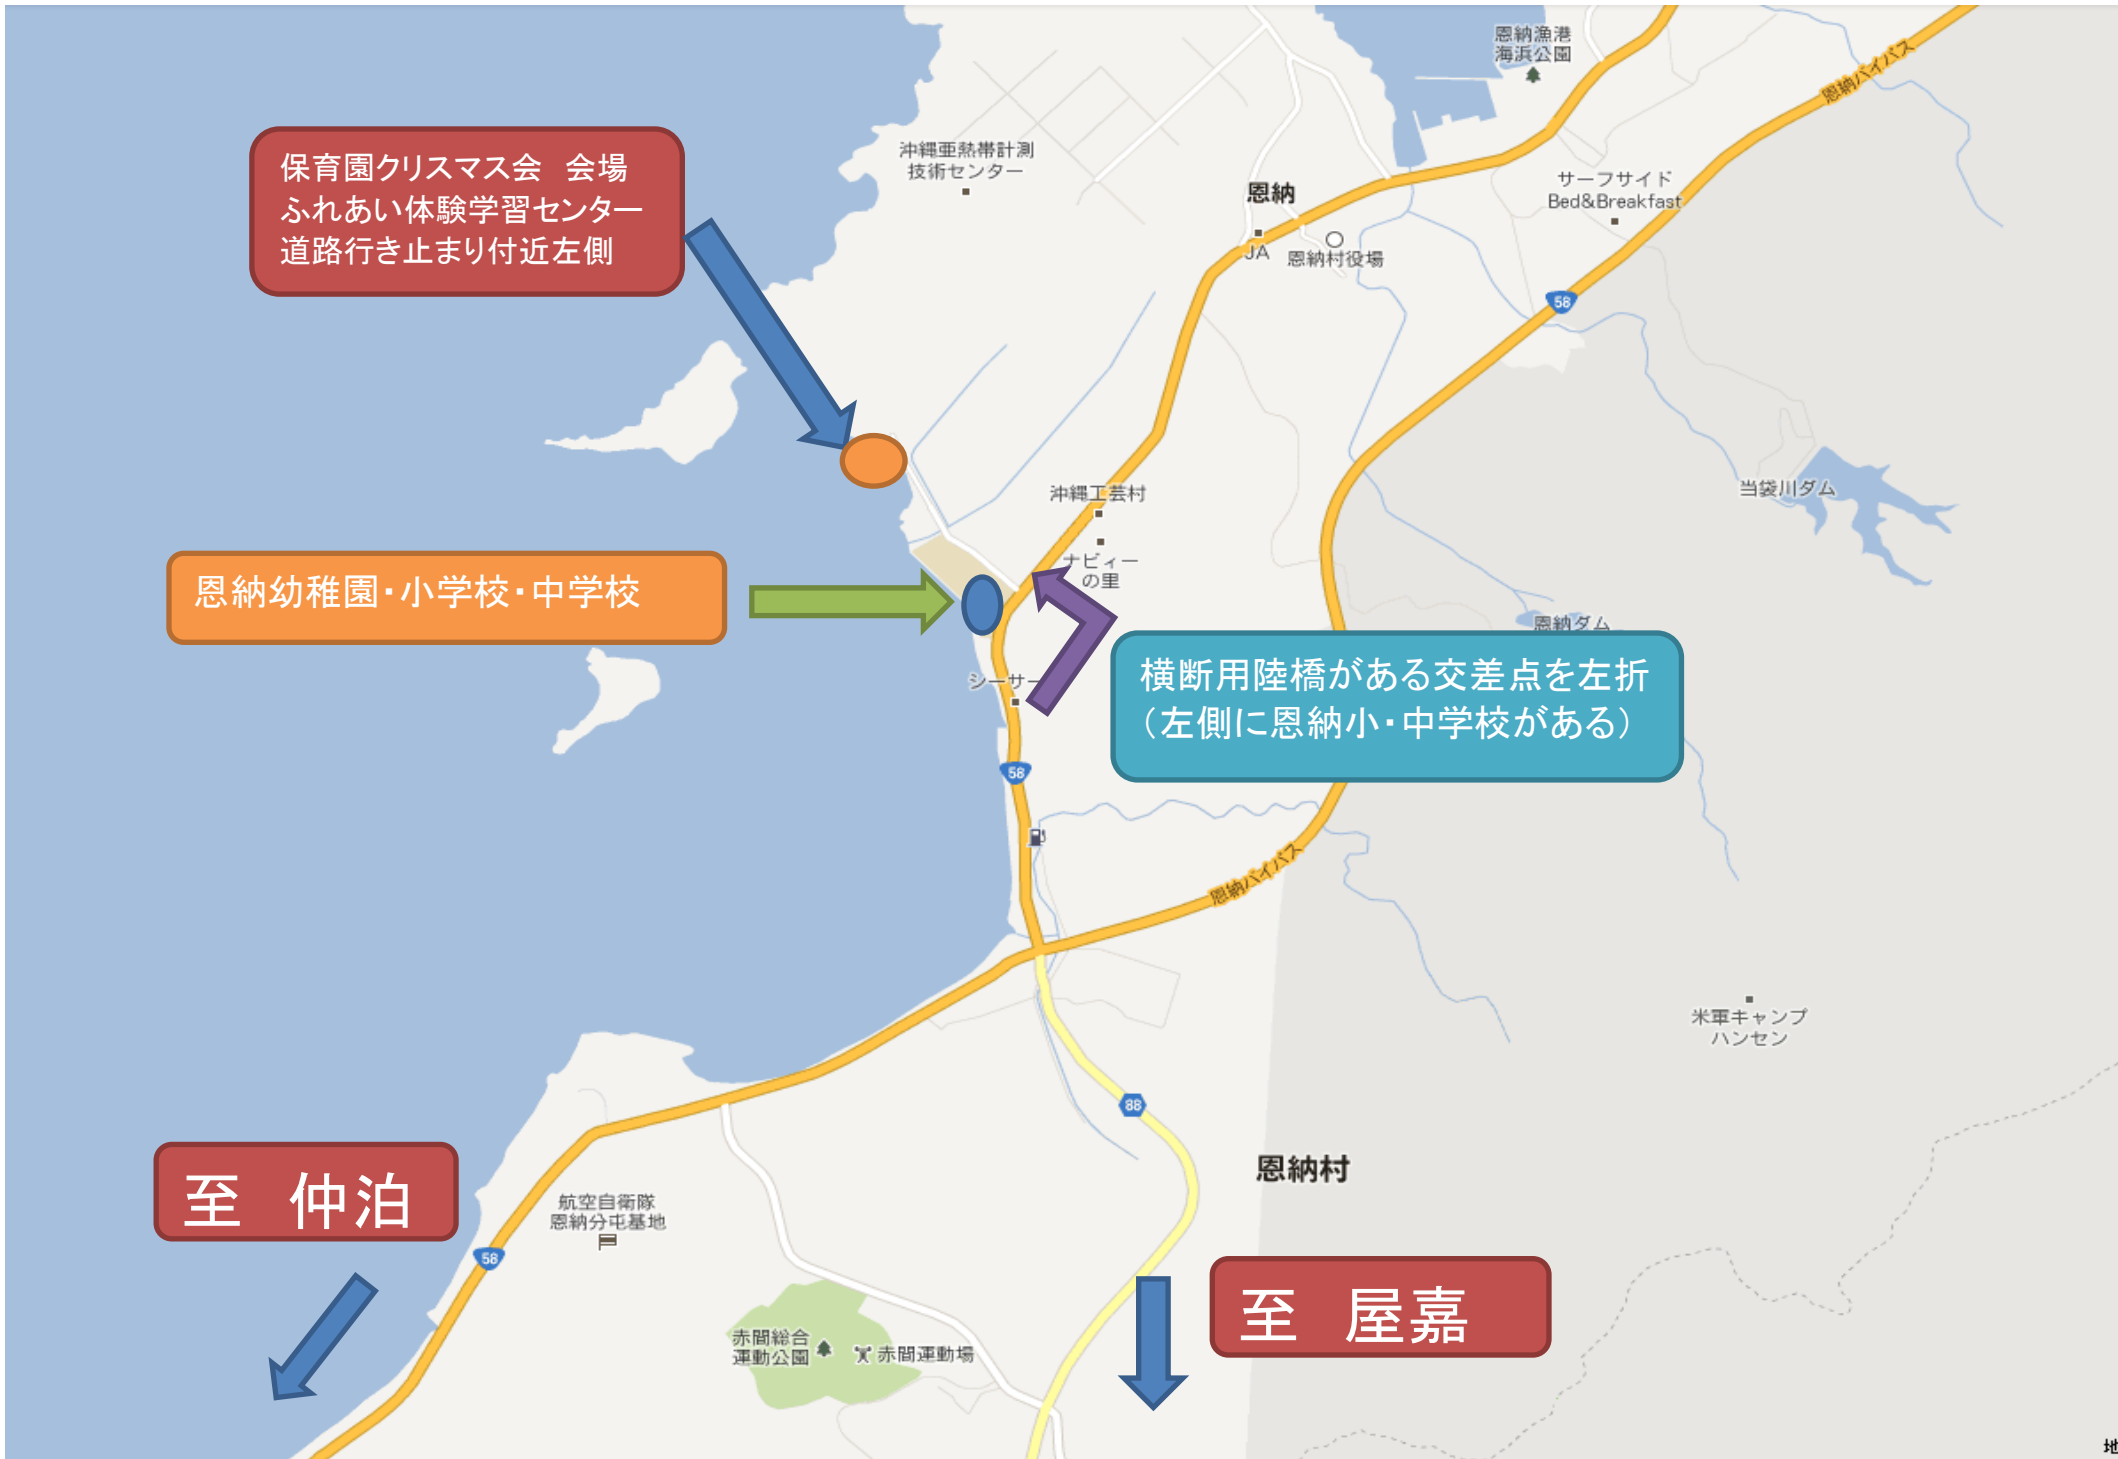 恩納漁港
海浜公園
恩納バイパス
保育園クリスマス会　会場
ふれあい体験学習センター
道路行き止まり付近左側
沖縄亜熱帯計測
技術センター
恩納
サーフサイド
Bed&Breakfast
JA
恩納村役場
58
沖縄工芸村
当袋川ダム
ナビィー
の里
恩納幼稚園・小学校・中学校
恩納ダム
シーサー
横断用陸橋がある交差点を左折
（左側に恩納小・中学校がある）
58
恩納バイパス
米軍キャンプ
ハンセン
88
恩納村
至　仲泊
航空自衛隊
恩納分屯基地
58
至　屋嘉
赤間総合
運動公園
赤間運動場
地